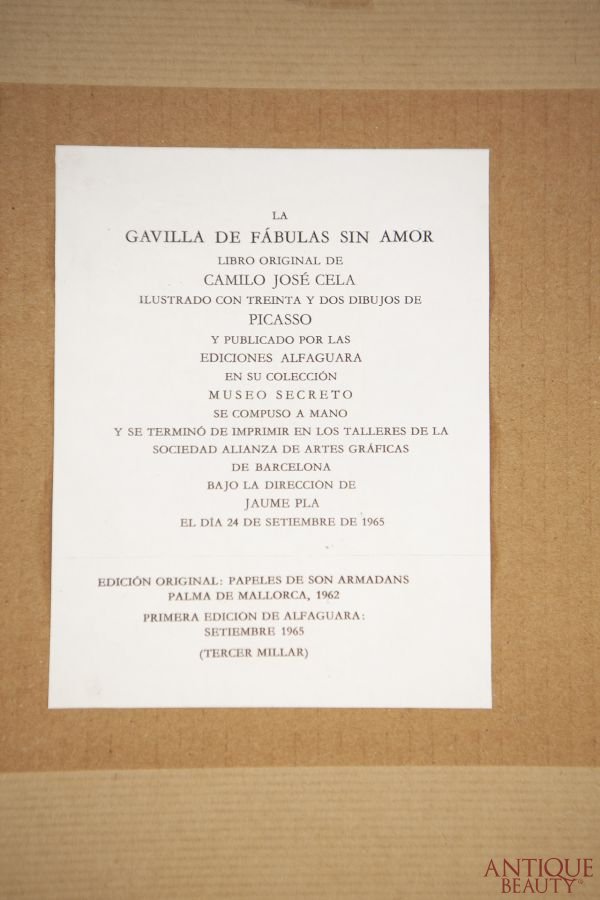 LA
GAVILLA DE FÁBULAS SIN AMOR
LIBRO ORIGINAL DE
CAMILO JOSÉ CELA
ILUSTRADO CON TREINTA Y DOS DIBUJOS DE
PICASSO
Y PUBLICADO POR LAS
EDICIONES ALFAGUARA
EN SU COLECCIÓN
MUSEO SECRETO
SE COMPUSO A MANO
Y SE TERMINÓ DE IMPRIMIR EN LOS TALLERES DE LA
SOCIEDAD ALIANZA DE ARTES GRÁFICAS
DE BARCELONA
BAJO LA DIRECCIÓN DE
JAUME PLA
EL DÍA 24 DE SETIEMBRE DE 1965
EDICIÓN ORIGINAL: PAPELES DE SON ARMADANS
PALMA DE MALLORCA, 1962
PRIMERA EDICIÓN DE ALFAGUARA:
SETIEMBRE 1965
(TERCER MILLAR)
ANTIQUE
BEAUTY®